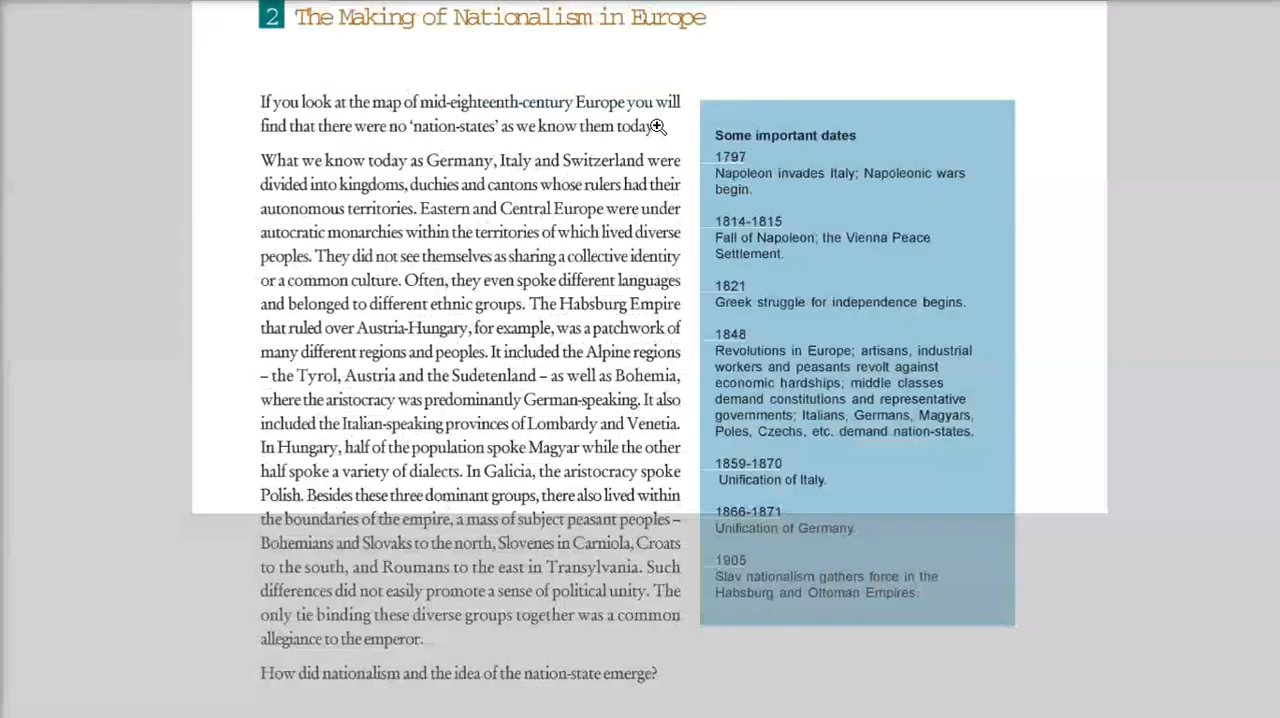 2 The Making of Nationalism in Europe
If you look at the map of mid-eighteenth-century Europe you will
find that there were no ‘nation-states’ as we know them today.
What we know today as Germany, Italy and Switzerland were
divided into kingdoms, duchies and cantons whose rulers had their
autonomous territories. Eastern and Central Europe were under
autocratic monarchies within the territories of which lived diverse
peoples. They did not see themselves as sharing a collective identity
or a common culture. Often, they even spoke different languages
and belonged to different ethnic groups. The Habsburg Empire
that ruled over Austria-Hungary, for example, was a patchwork of
many different regions and peoples. It included the Alpine regions
– the Tyrol, Austria and the Sudetenland – as well as Bohemia,
where the aristocracy was predominantly German-speaking. It also
included the Italian-speaking provinces of Lombardy and Venetia.
In Hungary, half of the population spoke Magyar while the other
half spoke a variety of dialects. In Galicia, the aristocracy spoke
Polish. Besides these three dominant groups, there also lived within
the boundaries of the empire, a mass of subject peasant peoples –
Bohemians and Slovaks to the north, Slovenes in Carniola, Croats
to the south, and Roumans to the east in Transylvania. Such
differences did not easily promote a sense of political unity. The
only tie binding these diverse groups together was a common
allegiance to the emperor.
How did nationalism and the idea of the nation-state emerge?
Some important dates
1797
Napoleon invades Italy; Napoleonic wars
begin.
1814-1815
Fall of Napoleon; the Vienna Peace
Settlement.
1821
Greek struggle for independence begins.
1848
Revolutions in Europe; artisans, industrial
workers and peasants revolt against
economic hardships; middle classes
demand constitutions and representative
governments; Italians, Germans, Magyars,
Poles, Czechs, etc. demand nation-states.
1859-1870
Unification of Italy.
1866-1871
Unification of Germany.
1905
Slav nationalism gathers force in the
Habsburg and Ottoman Empires.